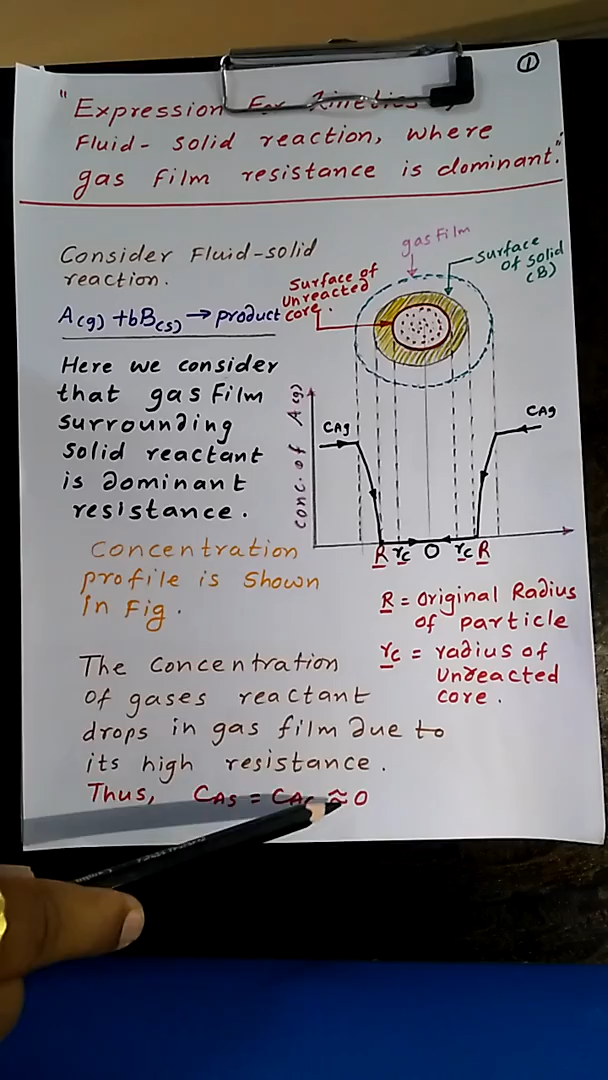 ①
"Expression For Kinetics of
Fluid-solid reaction, where
gas film resistance is dominant."
Consider Fluid-solid
reaction.
A(g) + bB(s) → product
gas film
surface
of solid
(B)
Surface of
Unreacted
core.
Here we consider
that gas film
surrounding
solid reactant
is dominant
resistance.
conc. of A(g)
CAg
CAg
R rc O rc R
Concentration
profile is shown
in Fig.
R = Original Radius
of particle
rc = radius of
Unreacted
core.
The concentration
of gases reactant
drops in gas film due to
its high resistance.
Thus, CAS = CAC ≈ 0